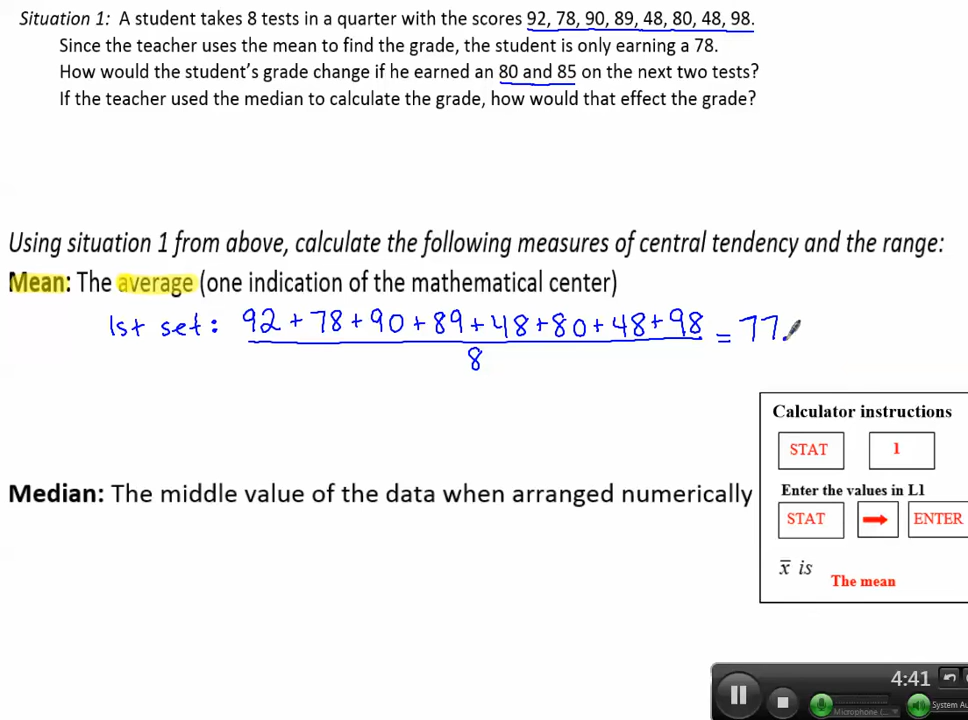 Situation 1: A student takes 8 tests in a quarter with the scores 92, 78, 90, 89, 48, 80, 48, 98.
Since the teacher uses the mean to find the grade, the student is only earning a 78.
How would the student's grade change if he earned an 80 and 85 on the next two tests?
If the teacher used the median to calculate the grade, how would that effect the grade?
Using situation 1 from above, calculate the following measures of central tendency and the range:
Mean: The average (one indication of the mathematical center)
1st set: 92 + 78 + 90 + 89 + 48 + 80 + 48 + 98 = 77.
8
Calculator instructions
STAT 1
Median: The middle value of the data when arranged numerically
Enter the values in L1
STAT ENTER
x̄ is
The mean
4:41
Microphone (...
System Au